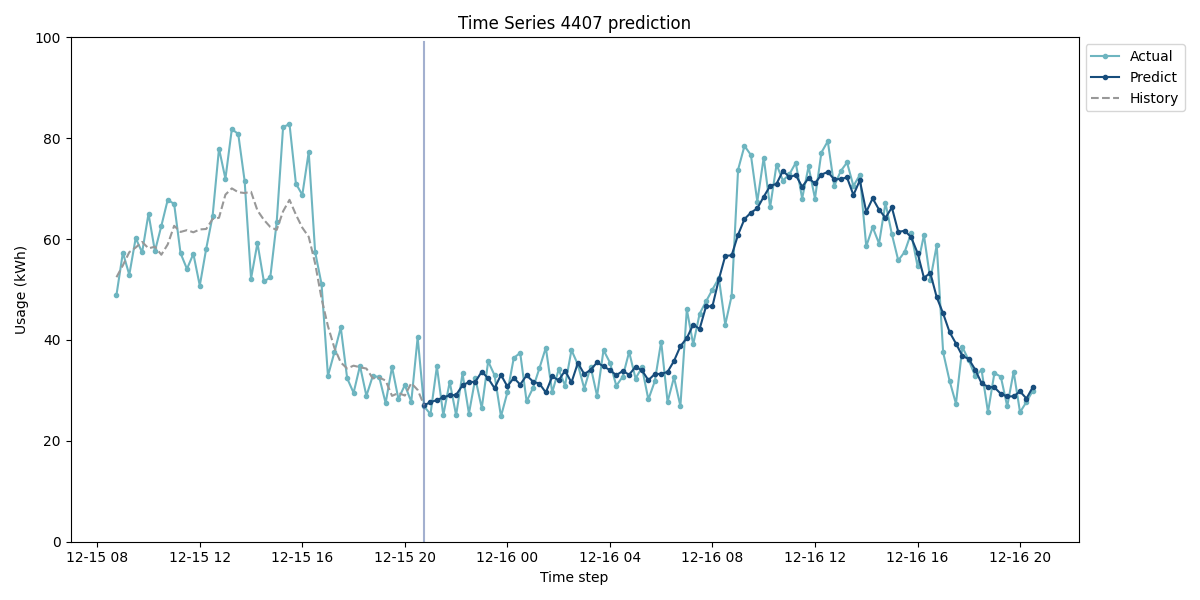 Time Series 4407 prediction
100
80
60
40
20
0
Usage (kWh)
12-15 08
12-15 12
12-15 16
12-15 20
12-16 00
12-16 04
12-16 08
12-16 12
12-16 16
12-16 20
Time step
Actual
Predict
History